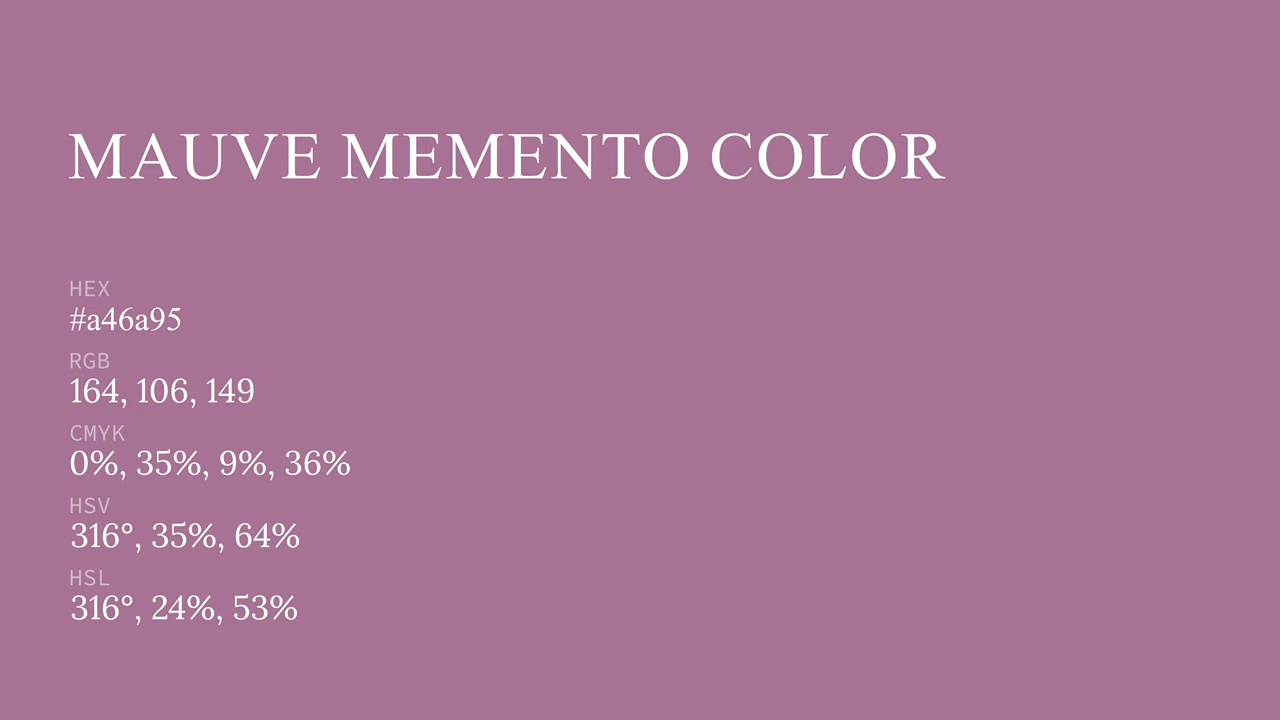 MAUVE MEMENTO COLOR
HEX
#a46a95
RGB
164, 106, 149
CMYK
0%, 35%, 9%, 36%
HSV
316°, 35%, 64%
HSL
316°, 24%, 53%